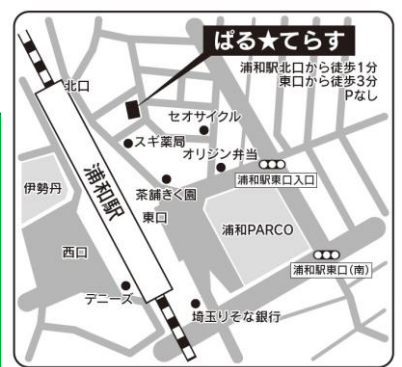 ぱる★てらす
浦和駅北口から徒歩1分
東口から徒歩3分
Pなし
北口
セオサイクル
スギ薬局
オリジン弁当
浦和駅東口入口
伊勢丹
浦和駅
茶舗きく園
東口
浦和PARCO
西口
浦和駅東口(南)
デニーズ
埼玉りそな銀行